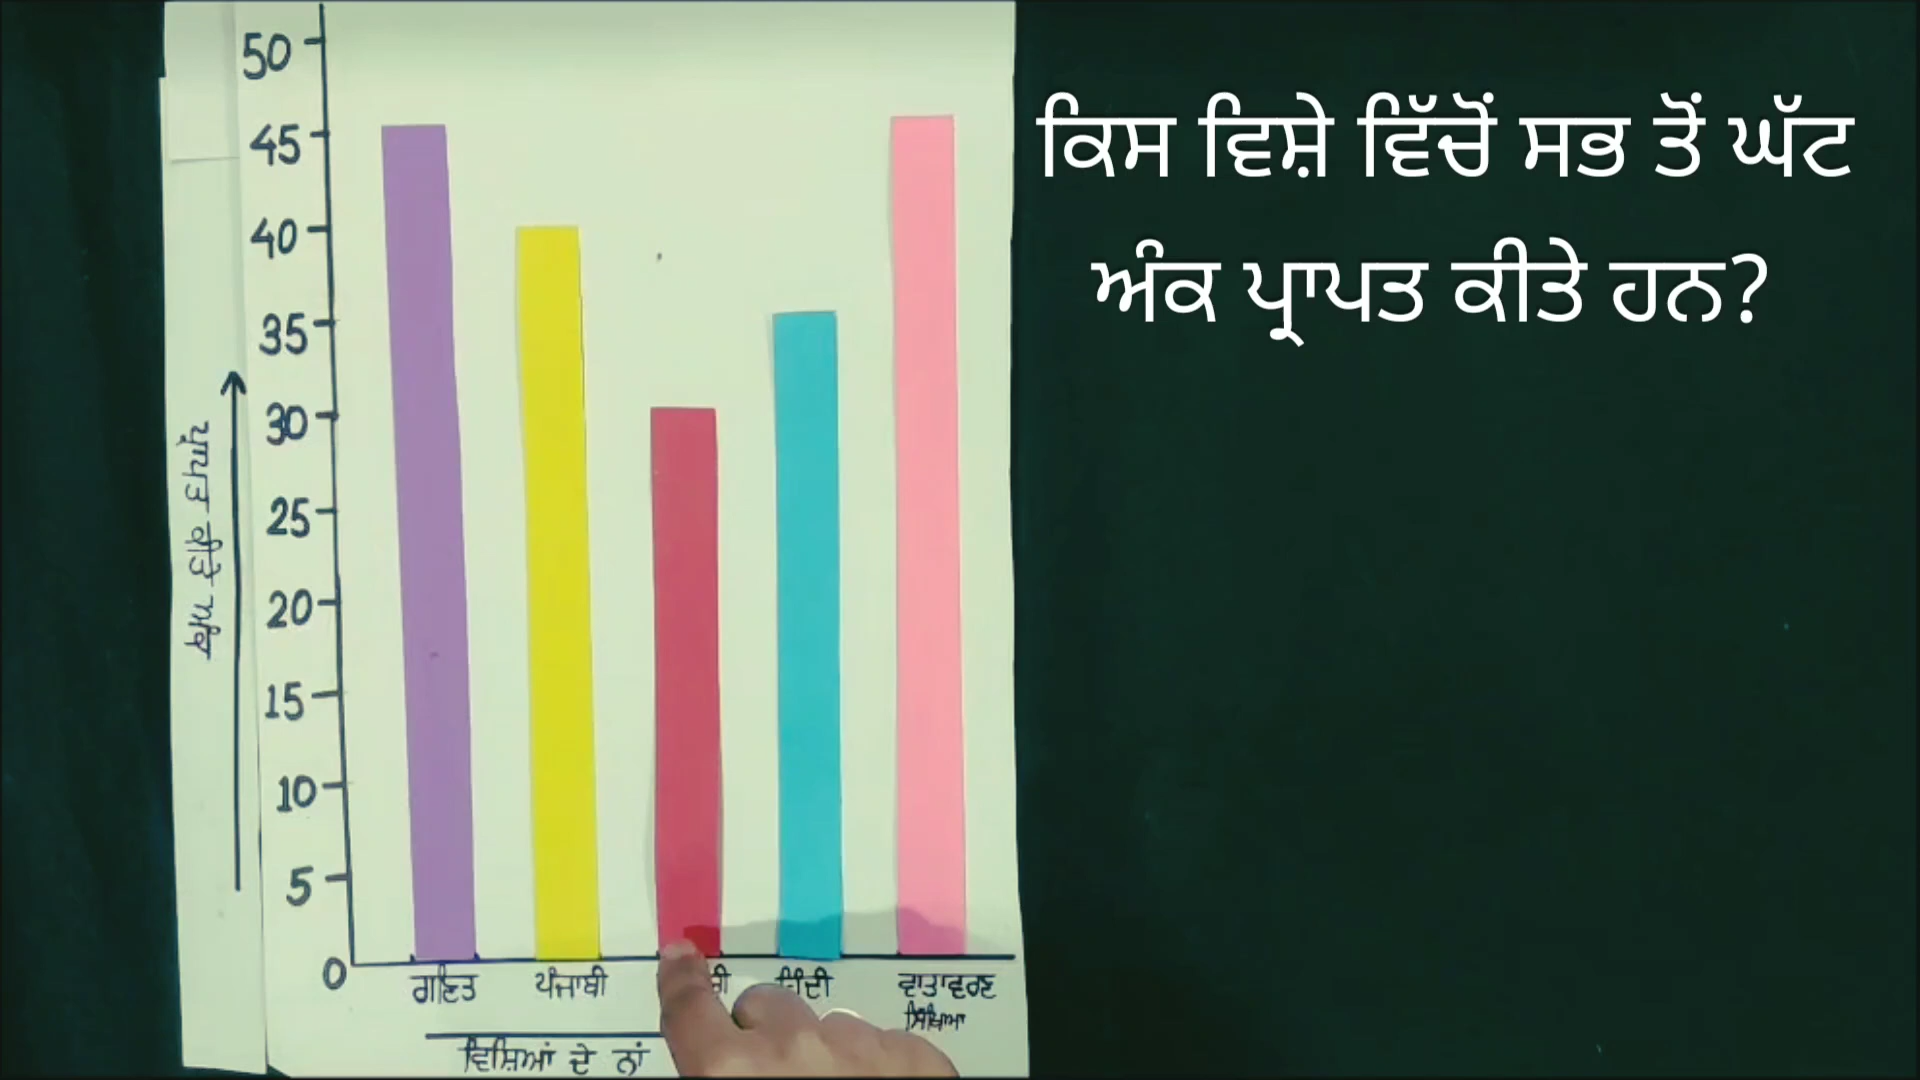 ਕਿਸ ਵਿਸ਼ੇ ਵਿੱਚੋਂ ਸਭ ਤੋਂ ਘੱਟ
ਅੰਕ ਪ੍ਰਾਪਤ ਕੀਤੇ ਹਨ?
50
45
40
35
30
25
20
15
10
5
0
ਪ੍ਰਾਪਤ ਕੀਤੇ ਅੰਕ
ਗਣਿਤ ਪੰਜਾਬੀ ਹਿੰਦੀ ਵਾਤਾਵਰਣ
ਸਿੱਖਿਆ
ਵਿਸ਼ਿਆਂ ਦੇ ਨਾਂ